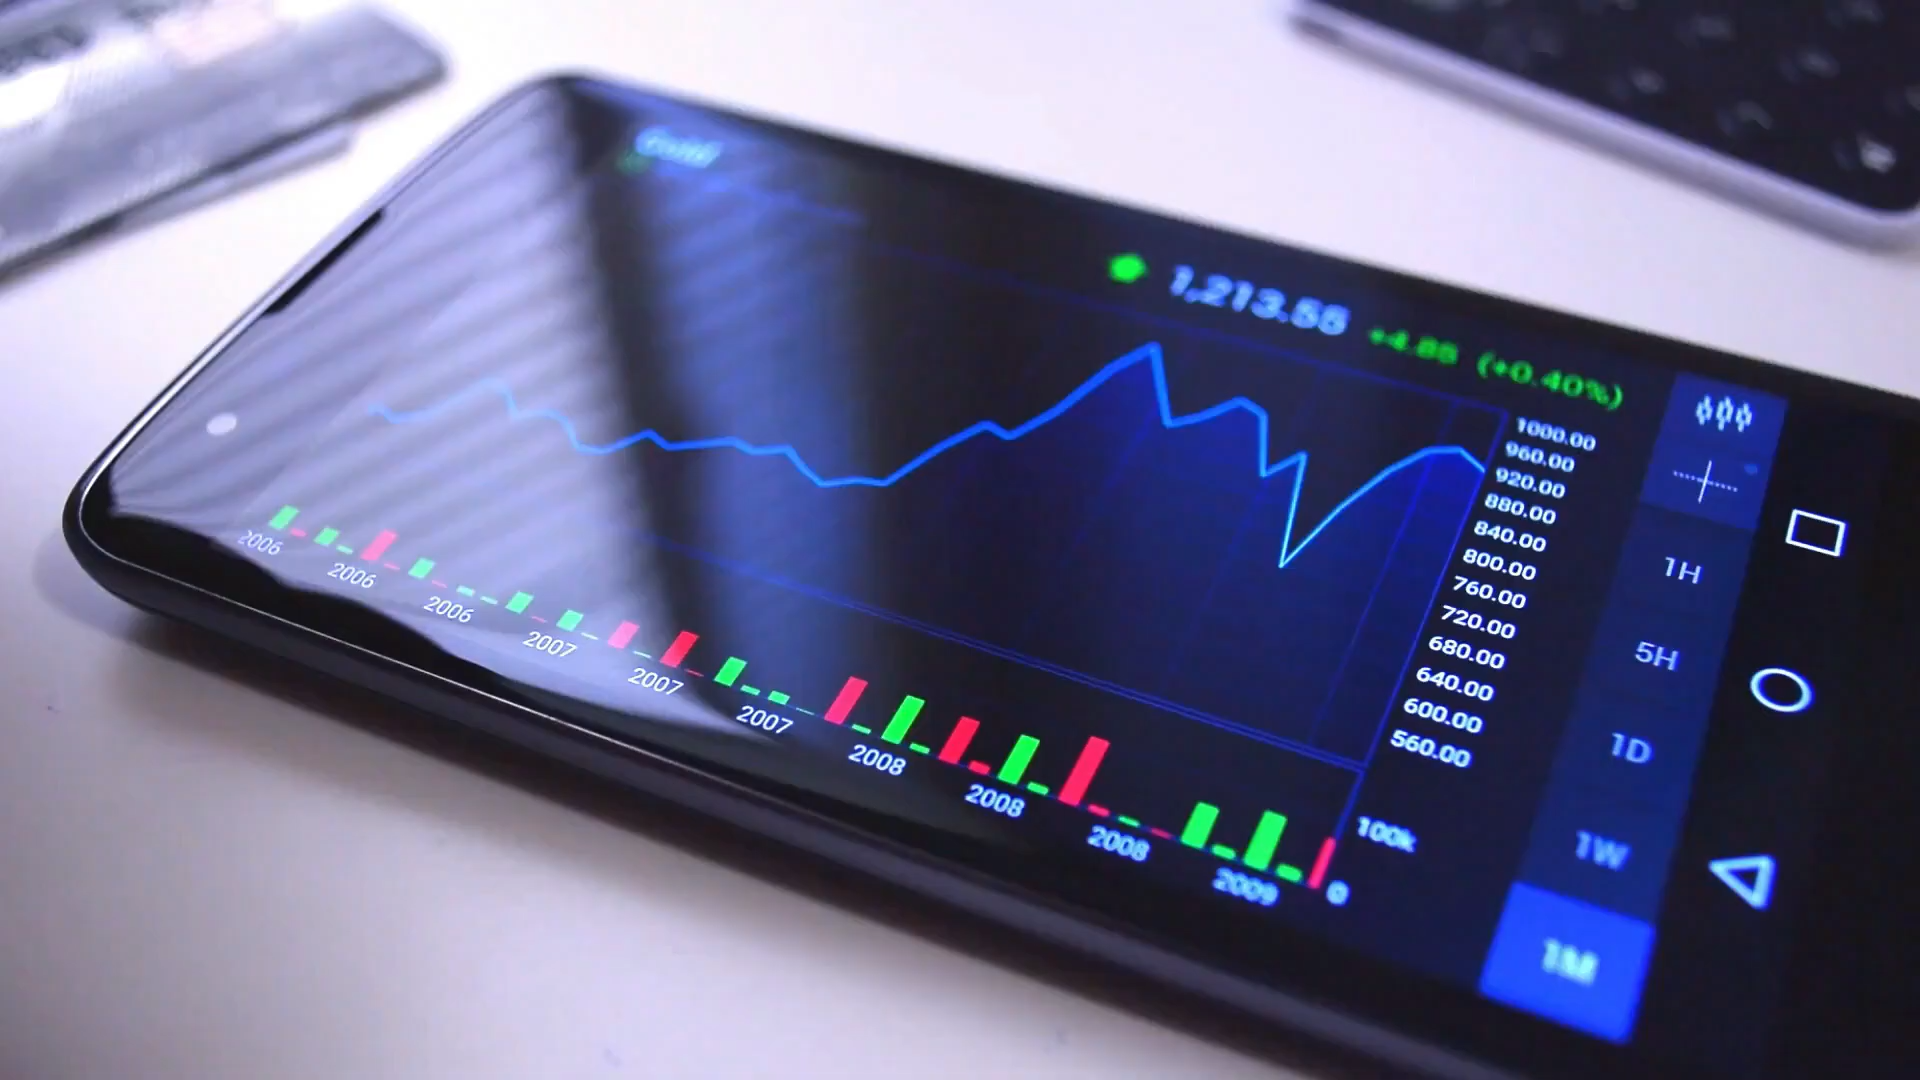 Gold
1,213.55 +4.85 (+0.40%)
1000.00
960.00
920.00
880.00
840.00
800.00
760.00
720.00
680.00
640.00
600.00
560.00
100k
0
2006
2006
2006
2007
2007
2007
2008
2008
2008
2009
1H
5H
1D
1W
1M